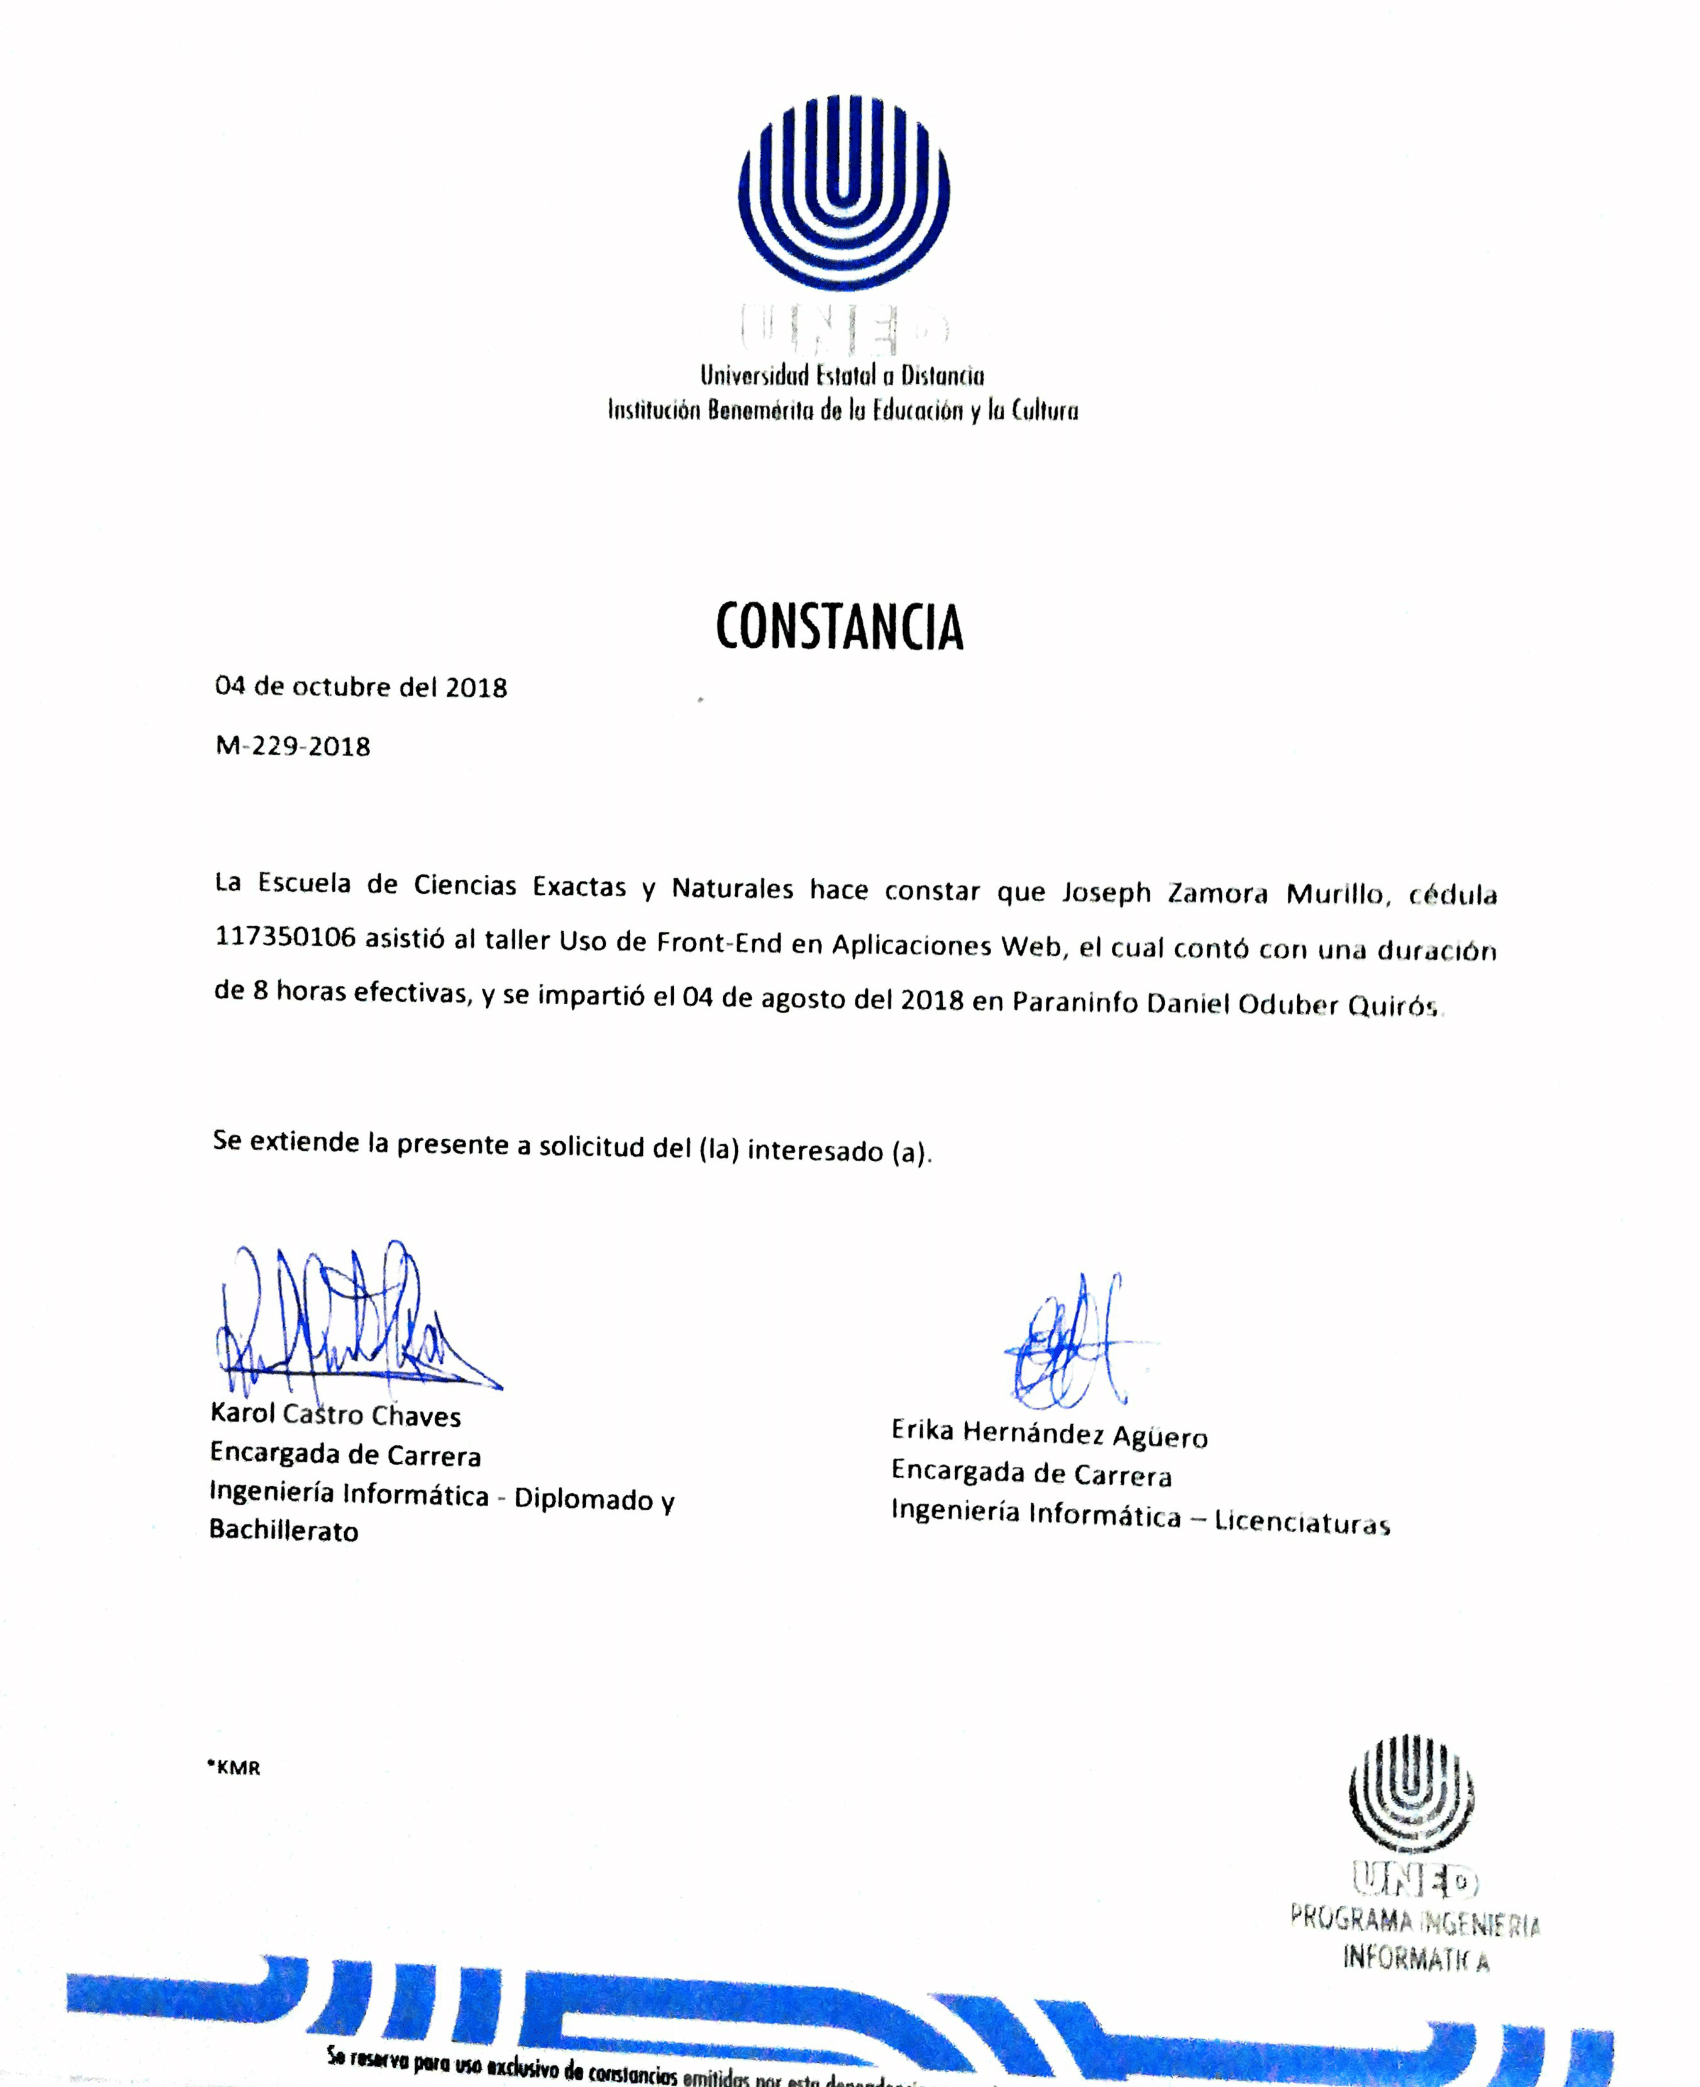 UNED
Universidad Estatal a Distancia
Institución Benemérita de la Educación y la Cultura
CONSTANCIA
04 de octubre del 2018
M-229-2018
La Escuela de Ciencias Exactas y Naturales hace constar que Joseph Zamora Murillo, cédula
117350106 asistió al taller Uso de Front-End en Aplicaciones Web, el cual contó con una duración
de 8 horas efectivas, y se impartió el 04 de agosto del 2018 en Paraninfo Daniel Oduber Quirós.
Se extiende la presente a solicitud del (la) interesado (a).
Karol Castro Chaves
Encargada de Carrera
Ingeniería Informática - Diplomado y
Bachillerato
Erika Hernández Agüero
Encargada de Carrera
Ingeniería Informática – Licenciaturas
*KMR
UNED
PROGRAMA INGENIERIA
INFORMATICA
Se reserva para uso exclusivo de constancias emitidas por esta